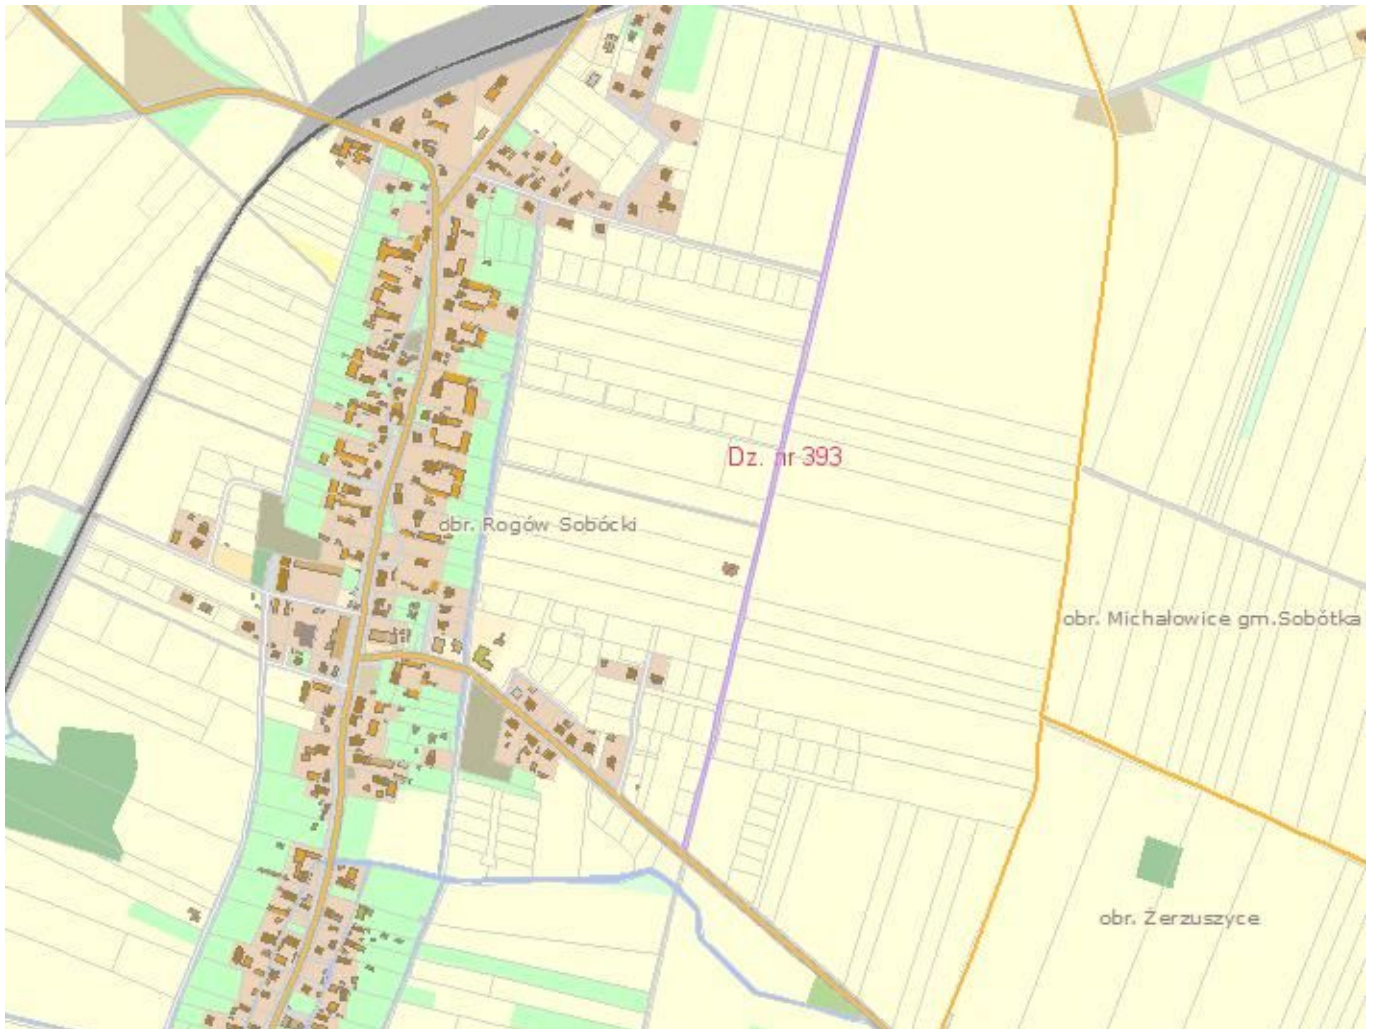 Dz. nr 393
obr. Rogów Sobócki
obr. Michałowice gm.Sobótka
obr. Żerzuszyce